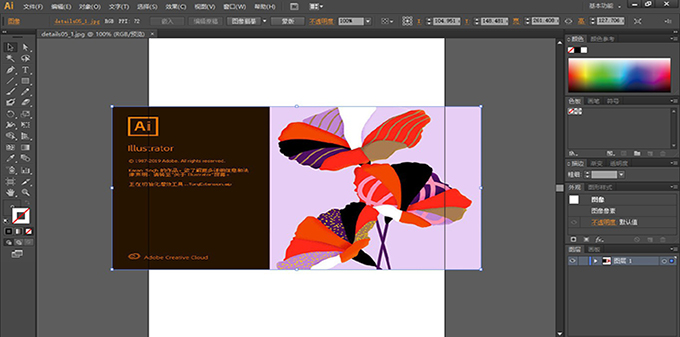 Ai 文件(F) 编辑(E) 对象(O) 文字(T) 选择(S) 效果(C) 视图(V) 窗口(W) 帮助(H) 基本功能
图像 details05_1.jpg RGB PPI: 72 嵌入 编辑原稿 图像描摹 蒙版 不透明度 100% X: 104.951 Y: 148.481 宽: 261.408 高: 127.706
details05_1.jpg @ 100% (RGB/预览)
颜色 颜色参考
色板 画笔 符号
描边 渐变 透明度
粗细
外观 图形样式
图像
图像像素
不透明度: 默认值
图层 画板
图层 1
Ai
Illustrator
© 1987-2019 Adobe. All rights reserved.
Adobe Creative Cloud